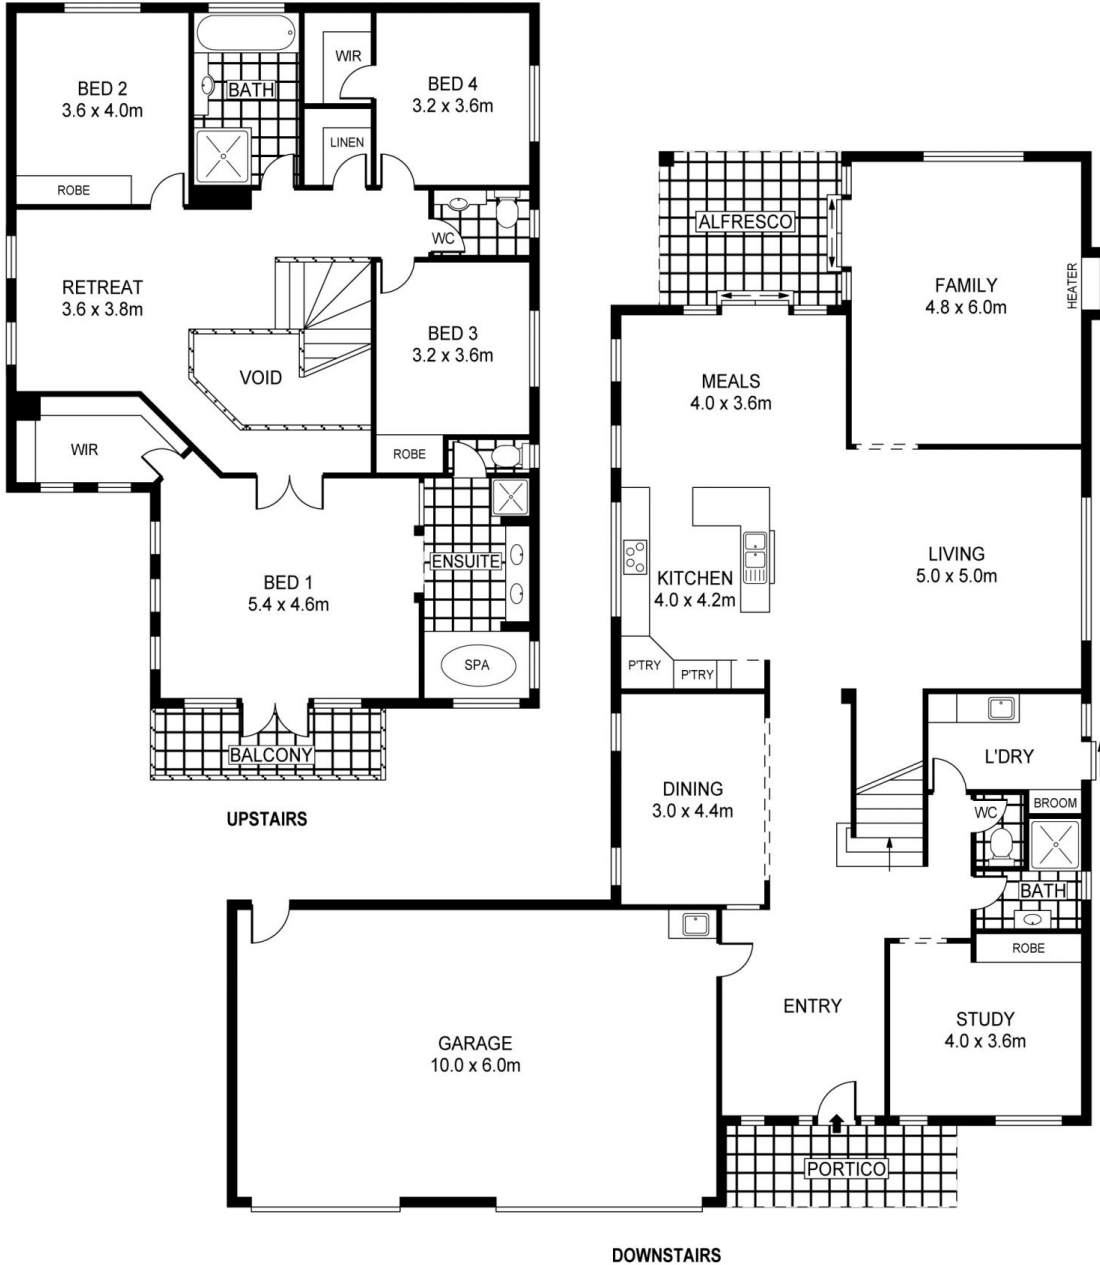 BED 2
3.6 x 4.0m
ROBE
BATH
WIR
LINEN
BED 4
3.2 x 3.6m
WC
RETREAT
3.6 x 3.8m
VOID
BED 3
3.2 x 3.6m
ROBE
WIR
BED 1
5.4 x 4.6m
ENSUITE
SPA
BALCONY
UPSTAIRS
ALFRESCO
FAMILY
4.8 x 6.0m
HEATER
MEALS
4.0 x 3.6m
KITCHEN
4.0 x 4.2m
LIVING
5.0 x 5.0m
P'TRY
P'TRY
DINING
3.0 x 4.4m
L'DRY
BROOM
WC
BATH
ROBE
STUDY
4.0 x 3.6m
ENTRY
GARAGE
10.0 x 6.0m
PORTICO
DOWNSTAIRS